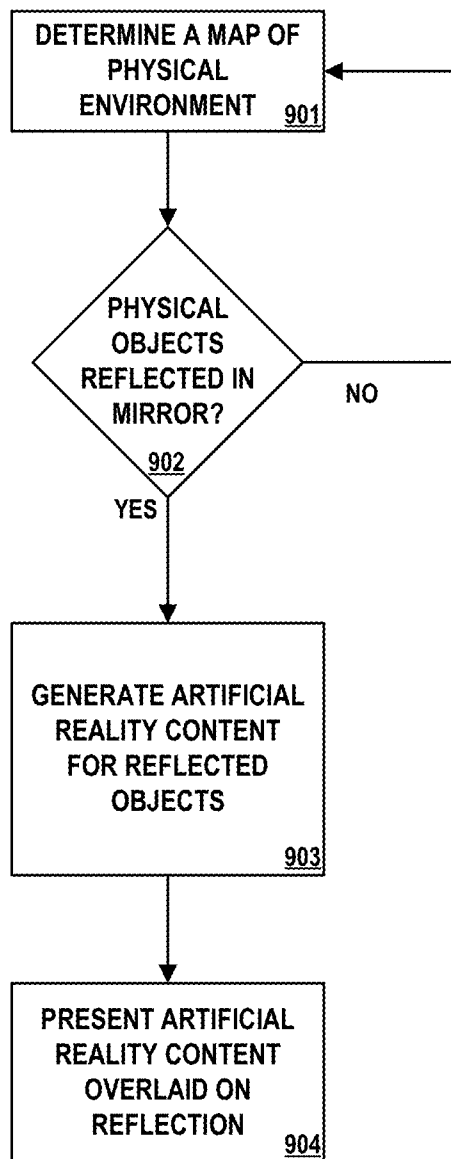 DETERMINE A MAP OF
PHYSICAL
ENVIRONMENT
901
PHYSICAL
OBJECTS
REFLECTED IN
MIRROR?
902
NO
YES
GENERATE ARTIFICIAL
REALITY CONTENT
FOR REFLECTED
OBJECTS
903
PRESENT ARTIFICIAL
REALITY CONTENT
OVERLAID ON
REFLECTION
904